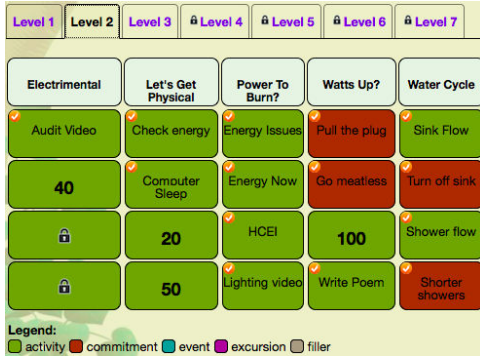 Level 1 Level 2 Level 3 Level 4 Level 5 Level 6 Level 7
Electrimental Let's Get Physical Power To Burn? Watts Up? Water Cycle
Audit Video Check energy Energy Issues Pull the plug Sink Flow
40 Computer Sleep Energy Now Go meatless Turn off sink
20 HCEI 100 Shower flow
50 Lighting video Write Poem Shorter showers
Legend:
activity commitment event excursion filler